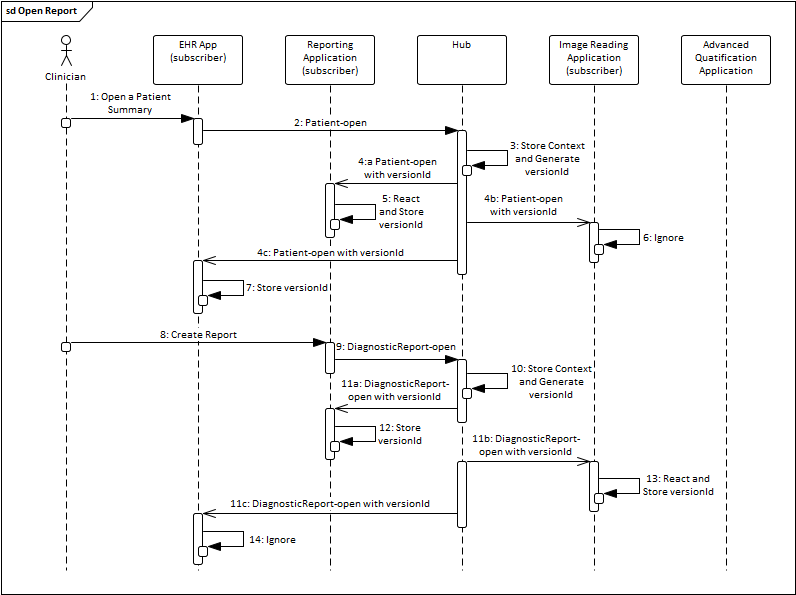 sd Open Report
Clinician
EHR App
(subscriber)
Reporting
Application
(subscriber)
Hub
Image Reading
Application
(subscriber)
Advanced
Quatification
Application
1: Open a Patient
Summary
2: Patient-open
3: Store Context
and Generate
versionId
4:a Patient-open
with versionId
5: React
and Store
versionId
4b: Patient-open
with versionId
6: Ignore
4c: Patient-open with versionId
7: Store versionId
8: Create Report
9: DiagnosticReport-open
10: Store Context
and Generate
versionId
11a: DiagnosticReport-
open with versionId
12: Store
versionId
11b: DiagnosticReport-
open with versionId
13: React and
Store versionId
11c: DiagnosticReport-open with versionId
14: Ignore